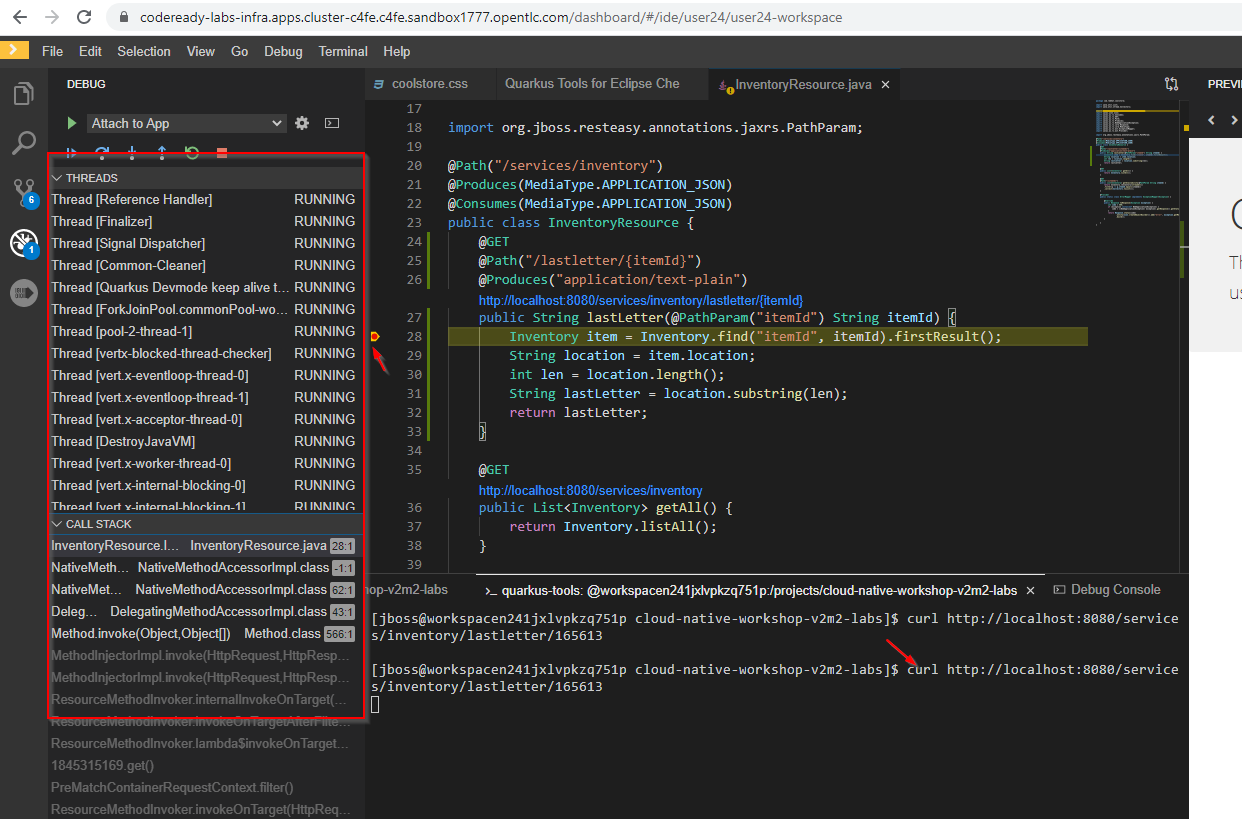 codeready-labs-infra.apps.cluster-c4fe.c4fe.sandbox1777.opentlc.com/dashboard/#/ide/user24/user24-workspace
File Edit Selection View Go Debug Terminal Help
DEBUG
Attach to App
THREADS
Thread [Reference Handler] RUNNING
Thread [Finalizer] RUNNING
Thread [Signal Dispatcher] RUNNING
Thread [Common-Cleaner] RUNNING
Thread [Quarkus Devmode keep alive t... RUNNING
Thread [ForkJoinPool.commonPool-wo... RUNNING
Thread [pool-2-thread-1] RUNNING
Thread [vertx-blocked-thread-checker] RUNNING
Thread [vert.x-eventloop-thread-0] RUNNING
Thread [vert.x-eventloop-thread-1] RUNNING
Thread [vert.x-acceptor-thread-0] RUNNING
Thread [DestroyJavaVM] RUNNING
Thread [vert.x-worker-thread-0] RUNNING
Thread [vert.x-internal-blocking-0] RUNNING
Thread [vert.x-internal-blocking-1] RUNNING
CALL STACK
InventoryResource.l... InventoryResource.java 28:1
NativeMeth... NativeMethodAccessorImpl.class -1:1
NativeMet... NativeMethodAccessorImpl.class 62:1
Deleg... DelegatingMethodAccessorImpl.class 43:1
Method.invoke(Object,Object[]) Method.class 566:1
MethodInjectorImpl.invoke(HttpRequest,HttpResp...
MethodInjectorImpl.invoke(HttpRequest,HttpResp...
ResourceMethodInvoker.internalInvokeOnTarget(...
ResourceMethodInvoker.invokeOnTargetAfterFilte...
ResourceMethodInvoker.lambda$invokeOnTarget...
1845315169.get()
PreMatchContainerRequestContext.filter()
ResourceMethodInvoker.invokeOnTarget(HttpReq...
6
1
coolstore.css Quarkus Tools for Eclipse Che InventoryResource.java
17
18 import org.jboss.resteasy.annotations.jaxrs.PathParam;
19
20 @Path("/services/inventory")
21 @Produces(MediaType.APPLICATION_JSON)
22 @Consumes(MediaType.APPLICATION_JSON)
23 public class InventoryResource {
24 @GET
25 @Path("/lastletter/{itemId}")
26 @Produces("application/text-plain")
http://localhost:8080/services/inventory/lastletter/{itemId}
27 public String lastLetter(@PathParam("itemId") String itemId) {
28 Inventory item = Inventory.find("itemId", itemId).firstResult();
29 String location = item.location;
30 int len = location.length();
31 String lastLetter = location.substring(len);
32 return lastLetter;
33 }
34
35 @GET
http://localhost:8080/services/inventory
36 public List<Inventory> getAll() {
37 return Inventory.listAll();
38 }
39
hop-v2m2-labs >_ quarkus-tools: @workspacen241jxlvpkzq751p:/projects/cloud-native-workshop-v2m2-labs Debug Console
[jboss@workspacen241jxlvpkzq751p cloud-native-workshop-v2m2-labs]$ curl http://localhost:8080/service
s/inventory/lastletter/165613
[jboss@workspacen241jxlvpkzq751p cloud-native-workshop-v2m2-labs]$ curl http://localhost:8080/service
s/inventory/lastletter/165613
PREVI
Th
us